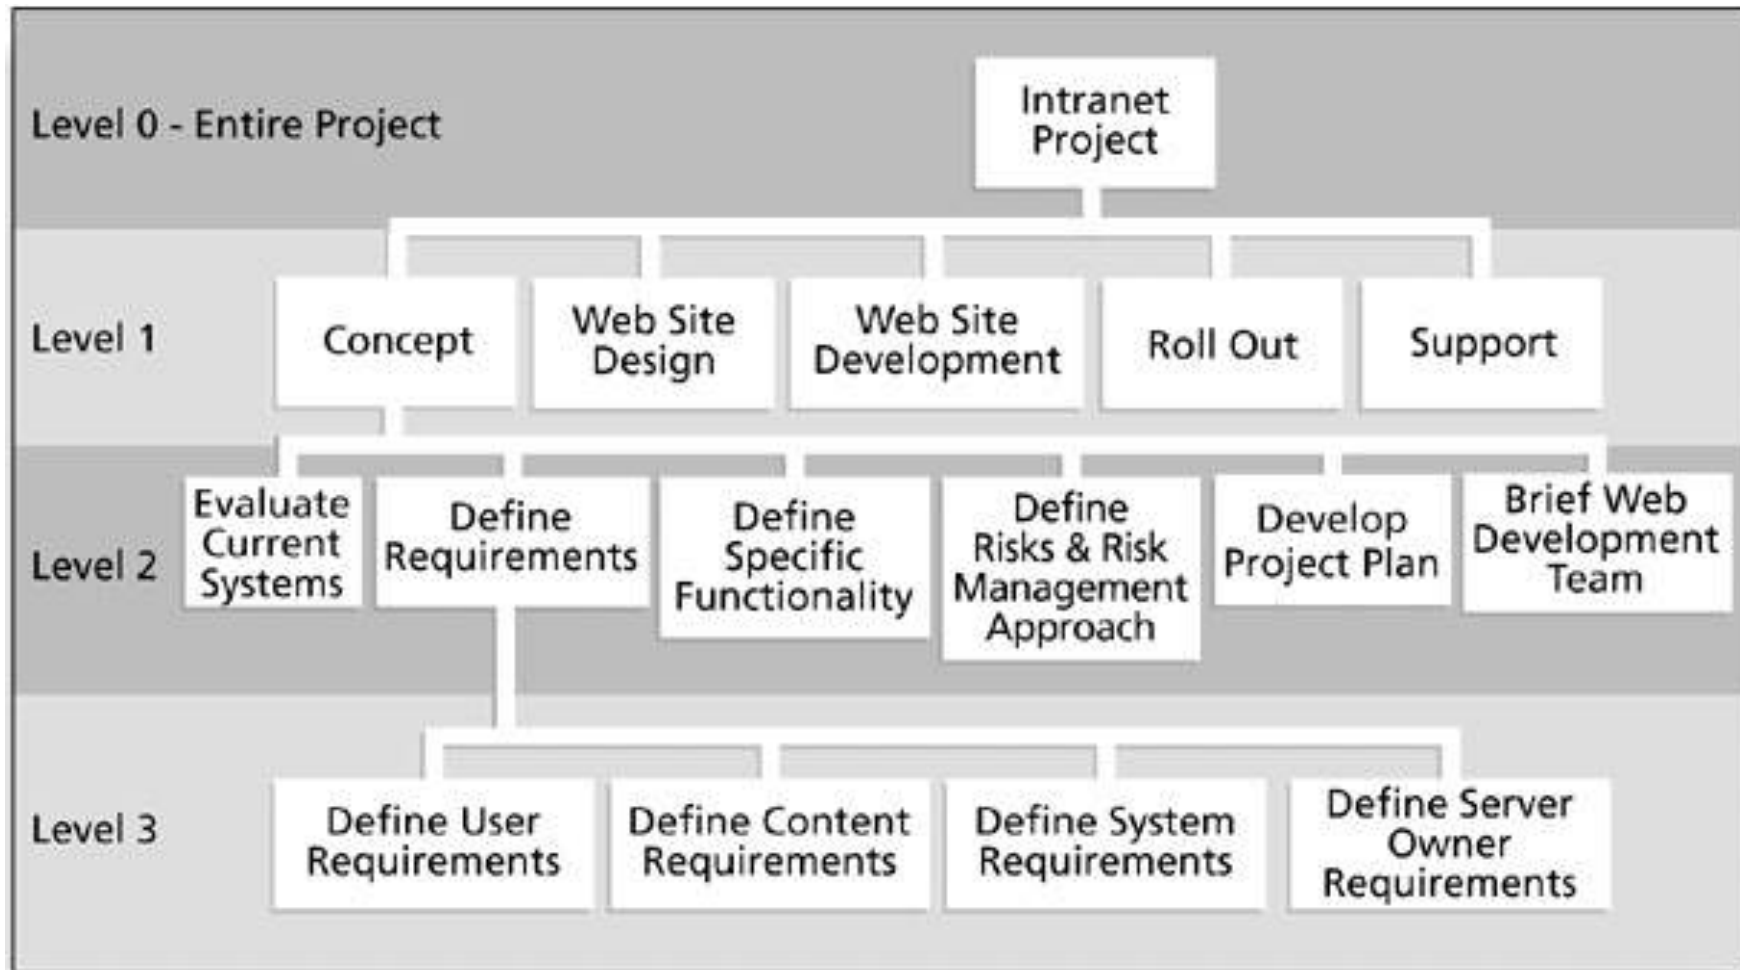 Level 0 - Entire Project
Intranet
Project
Level 1
Concept
Web Site
Design
Web Site
Development
Roll Out
Support
Level 2
Evaluate
Current
Systems
Define
Requirements
Define
Specific
Functionality
Define
Risks & Risk
Management
Approach
Develop
Project Plan
Brief Web
Development
Team
Level 3
Define User
Requirements
Define Content
Requirements
Define System
Requirements
Define Server
Owner
Requirements